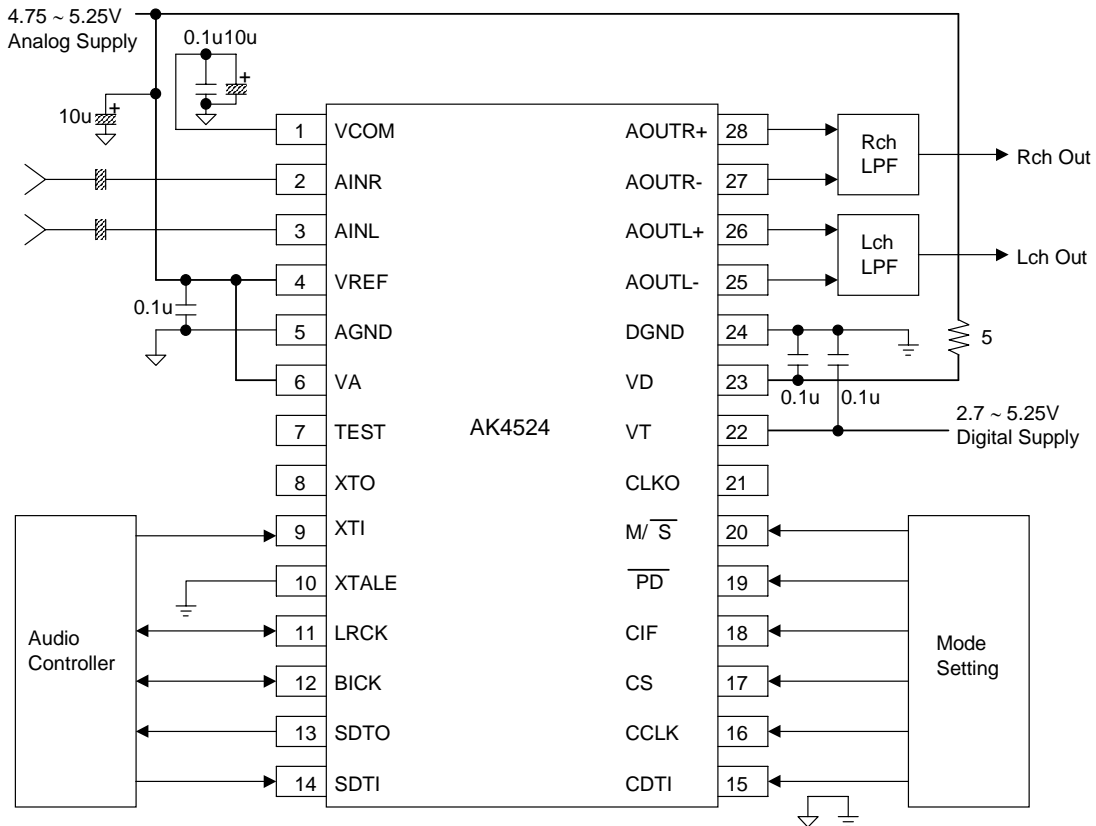 4.75 ~ 5.25V
Analog Supply
0.1u10u
+
10u
+
1 VCOM AOUTR+ 28
2 AINR AOUTR- 27
3 AINL AOUTL+ 26
4 VREF AOUTL- 25
5 AGND DGND 24
6 VA VD 23
7 TEST AK4524 VT 22
8 XTO CLKO 21
9 XTI M/ S 20
10 XTALE PD 19
11 LRCK CIF 18
12 BICK CS 17
13 SDTO CCLK 16
14 SDTI CDTI 15
Rch
LPF
Rch Out
Lch
LPF
Lch Out
0.1u
5
0.1u 0.1u
2.7 ~ 5.25V
Digital Supply
Audio
Controller
Mode
Setting